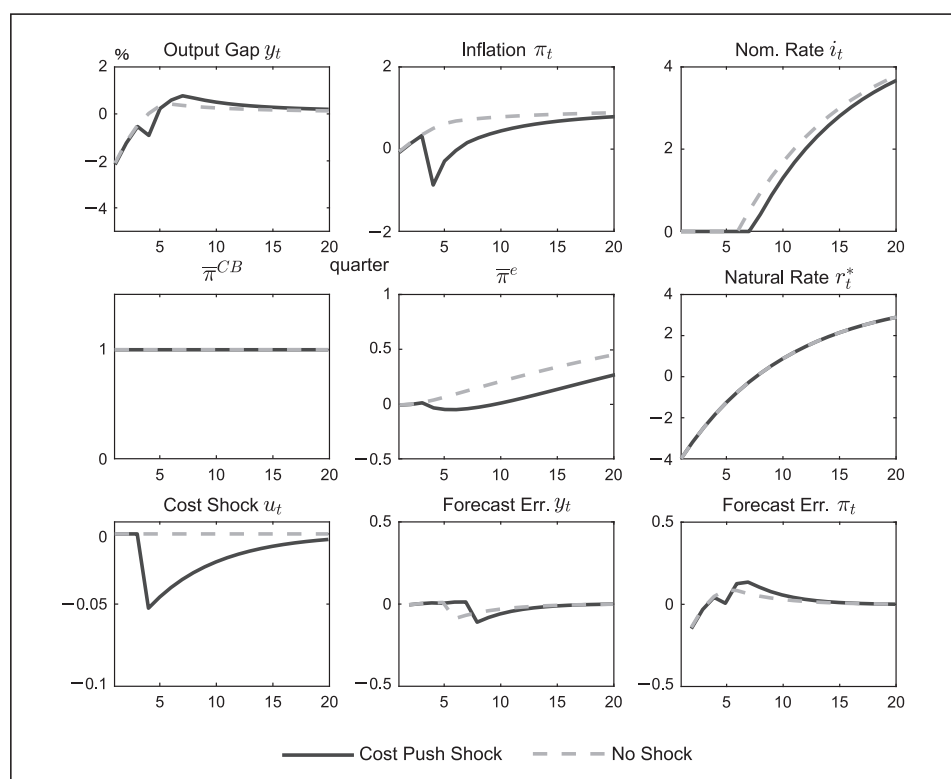 %
Output Gap y_t
Inflation π_t
Nom. Rate i_t
2
0
−2
−4
5 10 15 20
2
0
−2
5 10 15 20
4
2
0
5 10 15 20
π̅^{CB}
quarter
π̅^e
Natural Rate r_t^*
1
0
5 10 15 20
0.5
0
−0.5
5 10 15 20
4
2
0
−2
−4
5 10 15 20
Cost Shock u_t
Forecast Err. y_t
Forecast Err. π_t
0
−0.05
−0.1
5 10 15 20
0.5
0
−0.5
5 10 15 20
0.5
0
−0.5
5 10 15 20
Cost Push Shock
No Shock